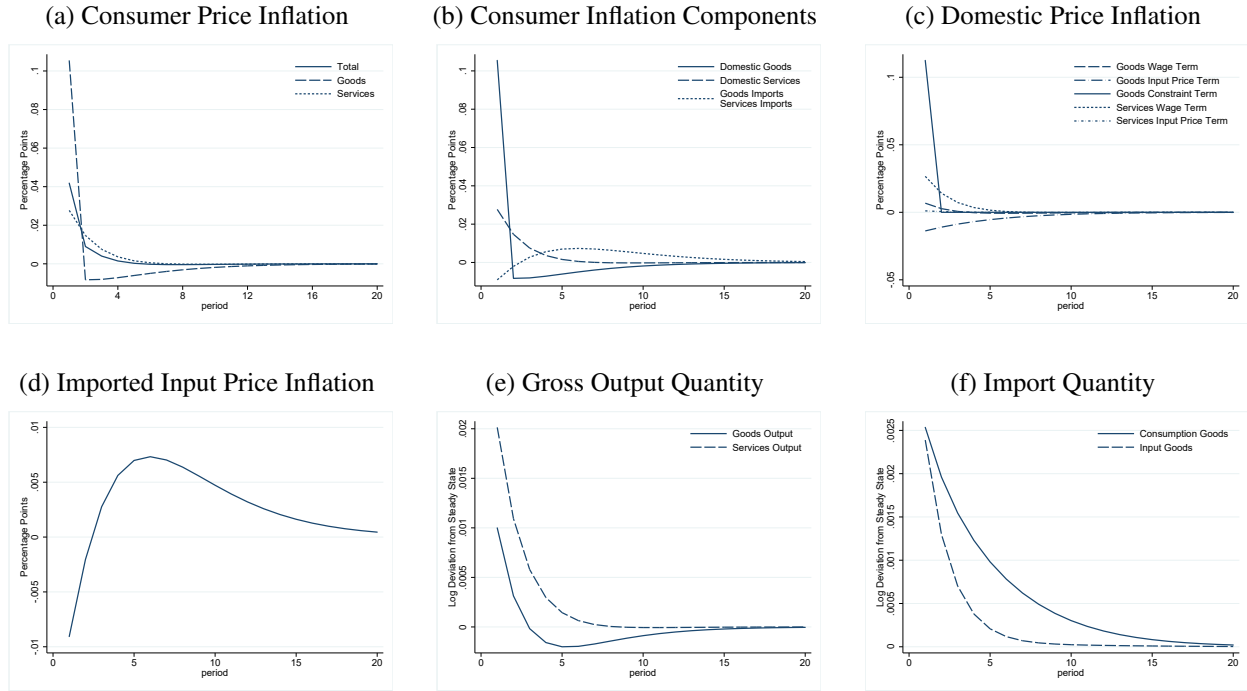 (a) Consumer Price Inflation
Percentage Points
.1
.08
.06
.04
.02
0
0 4 8 12 16 20
period
Total
Goods
Services
(b) Consumer Inflation Components
Percentage Points
.1
.08
.06
.04
.02
0
0 5 10 15 20
period
Domestic Goods
Domestic Services
Goods Imports
Services Imports
(c) Domestic Price Inflation
Percentage Points
.1
.05
0
-.05
0 5 10 15 20
period
Goods Wage Term
Goods Input Price Term
Goods Constraint Term
Services Wage Term
Services Input Price Term
(d) Imported Input Price Inflation
Percentage Points
.01
.005
0
-.005
-.01
0 5 10 15 20
period
(e) Gross Output Quantity
Log Deviation from Steady State
.002
.0015
.001
.0005
0
0 5 10 15 20
period
Goods Output
Services Output
(f) Import Quantity
Log Deviation from Steady State
.0025
.002
.0015
.001
.0005
0
0 5 10 15 20
period
Consumption Goods
Input Goods